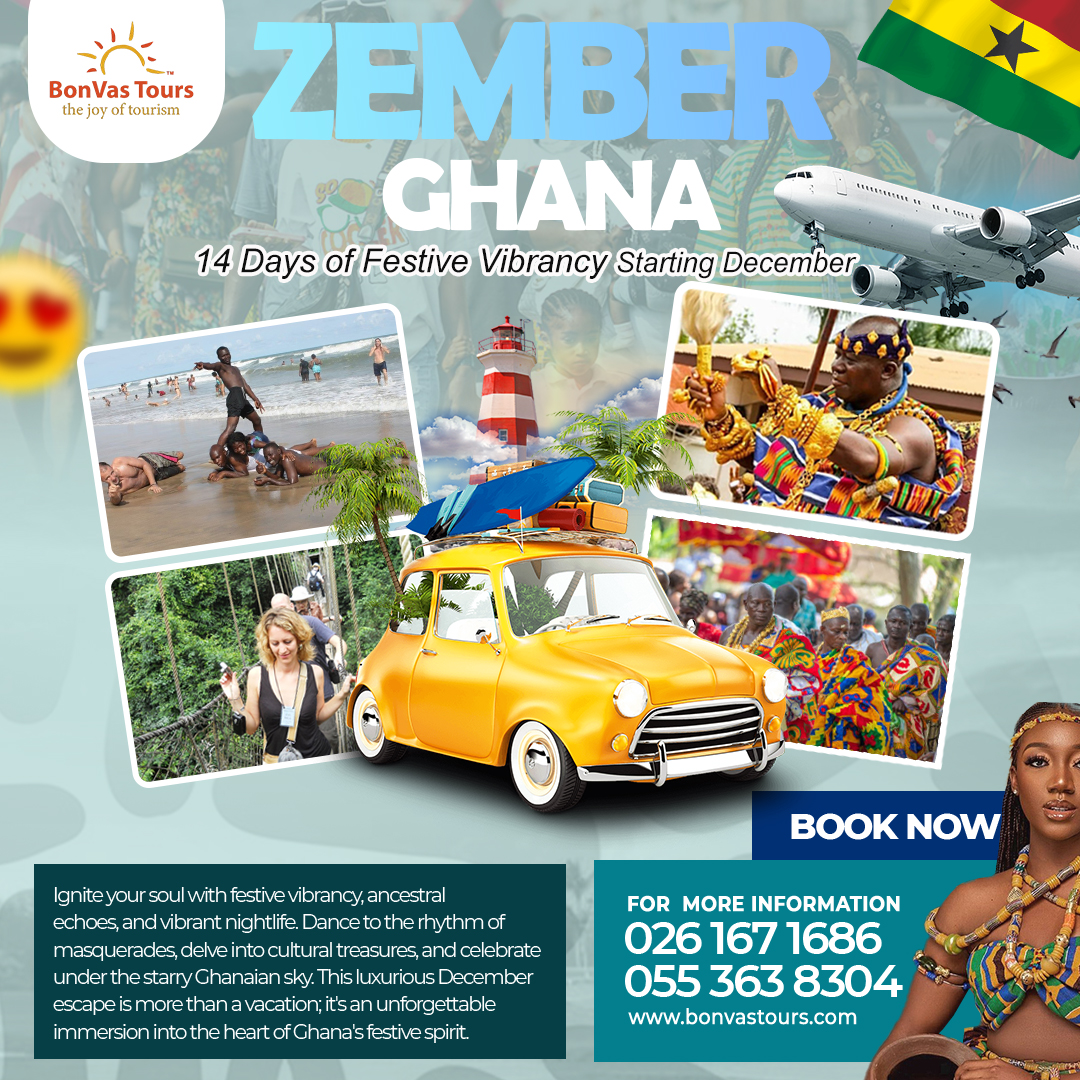 BonVas Tours
TM
the joy of tourism
ZEMBER
GHANA
14 Days of Festive Vibrancy Starting December
BOOK NOW
Ignite your soul with festive vibrancy, ancestral
echoes, and vibrant nightlife. Dance to the rhythm of
masquerades, delve into cultural treasures, and celebrate
under the starry Ghanaian sky. This luxurious December
escape is more than a vacation; it's an unforgettable
immersion into the heart of Ghana's festive spirit.
FOR MORE INFORMATION
026 167 1686
055 363 8304
www.bonvastours.com